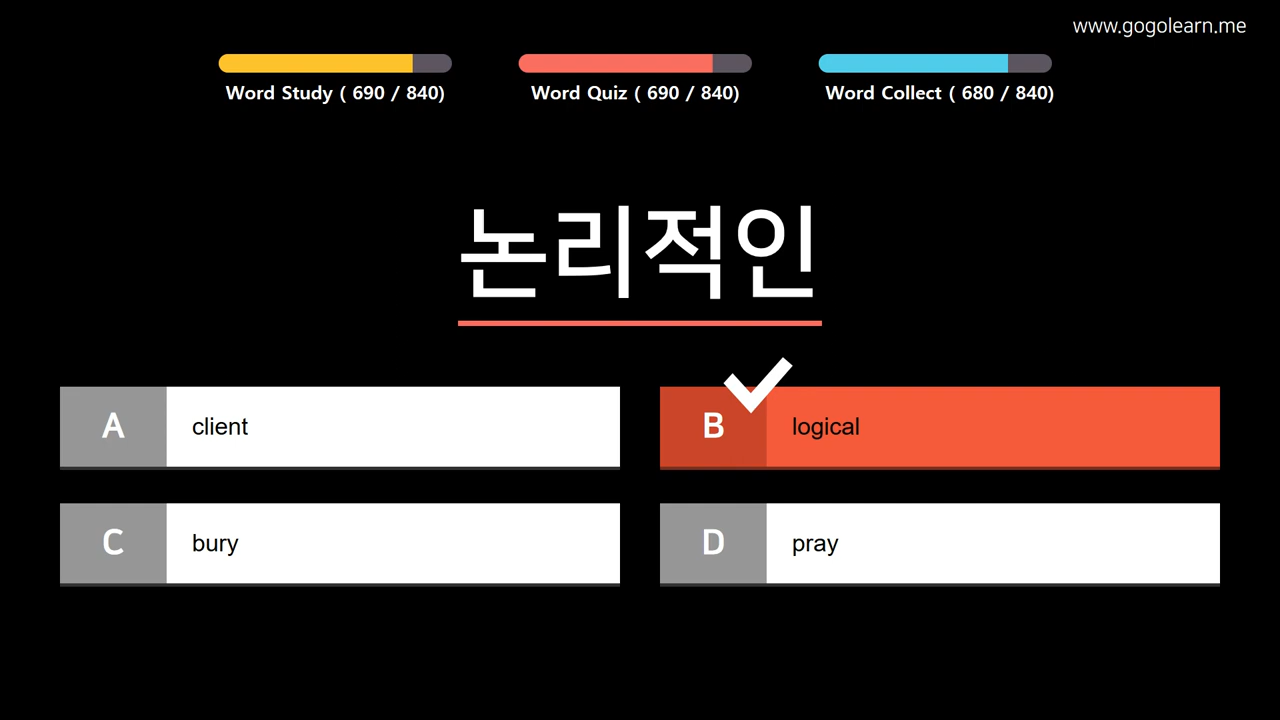 www.gogolearn.me
Word Study ( 690 / 840)
Word Quiz ( 690 / 840)
Word Collect ( 680 / 840)
논리적인
A client
B logical
C bury
D pray